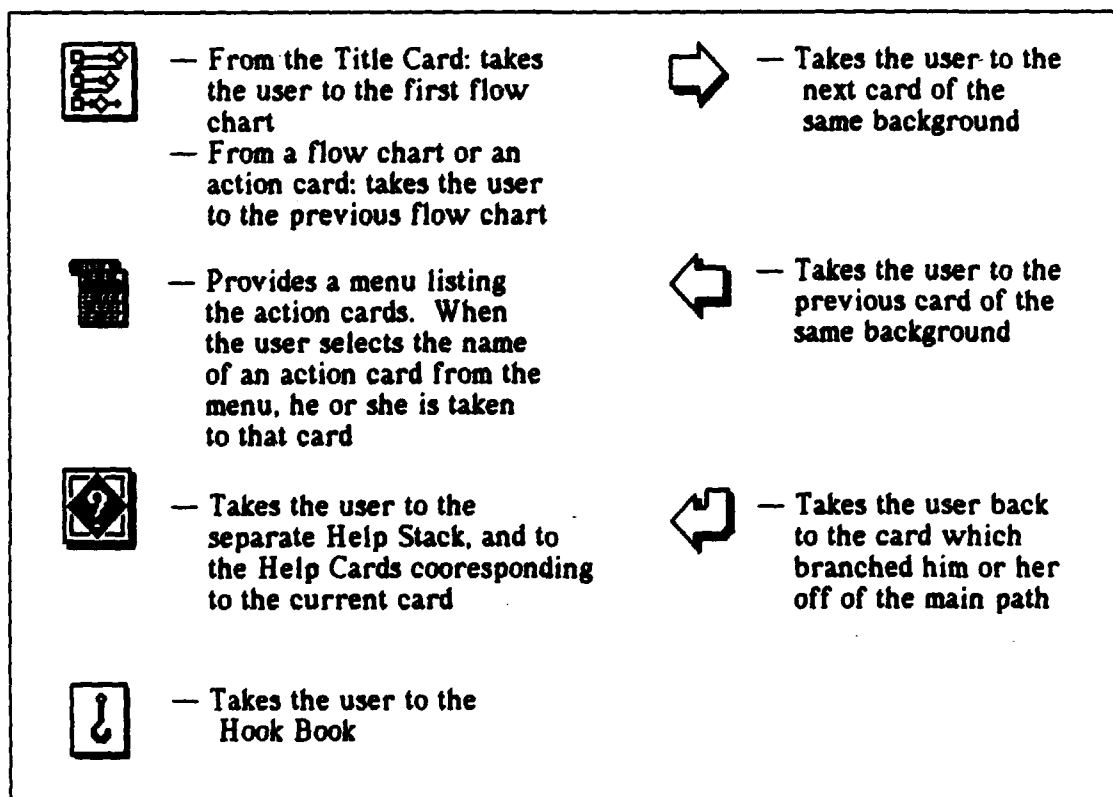 — From the Title Card: takes
the user to the first flow
chart
— From a flow chart or an
action card: takes the user
to the previous flow chart
— Provides a menu listing
the action cards. When
the user selects the name
of an action card from the
menu, he or she is taken
to that card
— Takes the user to the
separate Help Stack, and to
the Help Cards cooresponding
to the current card
— Takes the user to the
Hook Book
— Takes the user to the
next card of the
same background
— Takes the user to the
previous card of the
same background
— Takes the user back
to the card which
branched him or her
off of the main path